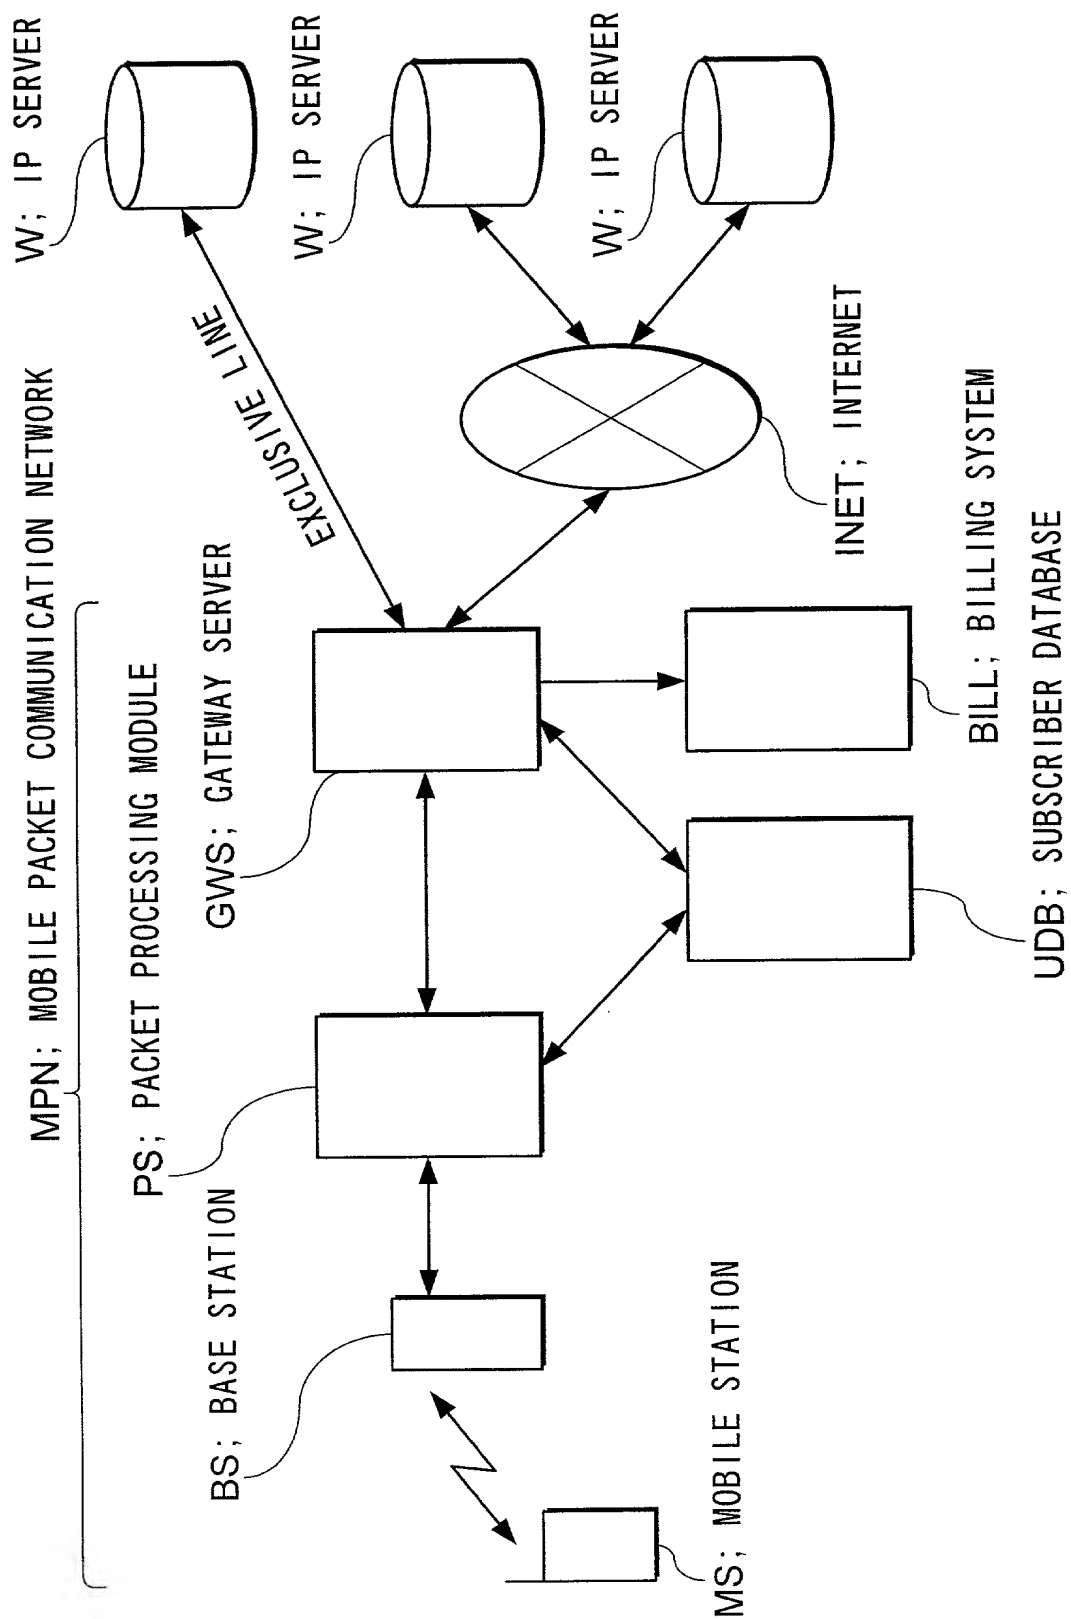 MPN; MOBILE PACKET COMMUNICATION NETWORK
W; IP SERVER
PS; PACKET PROCESSING MODULE
EXCLUSIVE LINE
BS; BASE STATION
GWS; GATEWAY SERVER
W; IP SERVER
W; IP SERVER
MS; MOBILE STATION
INET; INTERNET
BILL; BILLING SYSTEM
UDB; SUBSCRIBER DATABASE